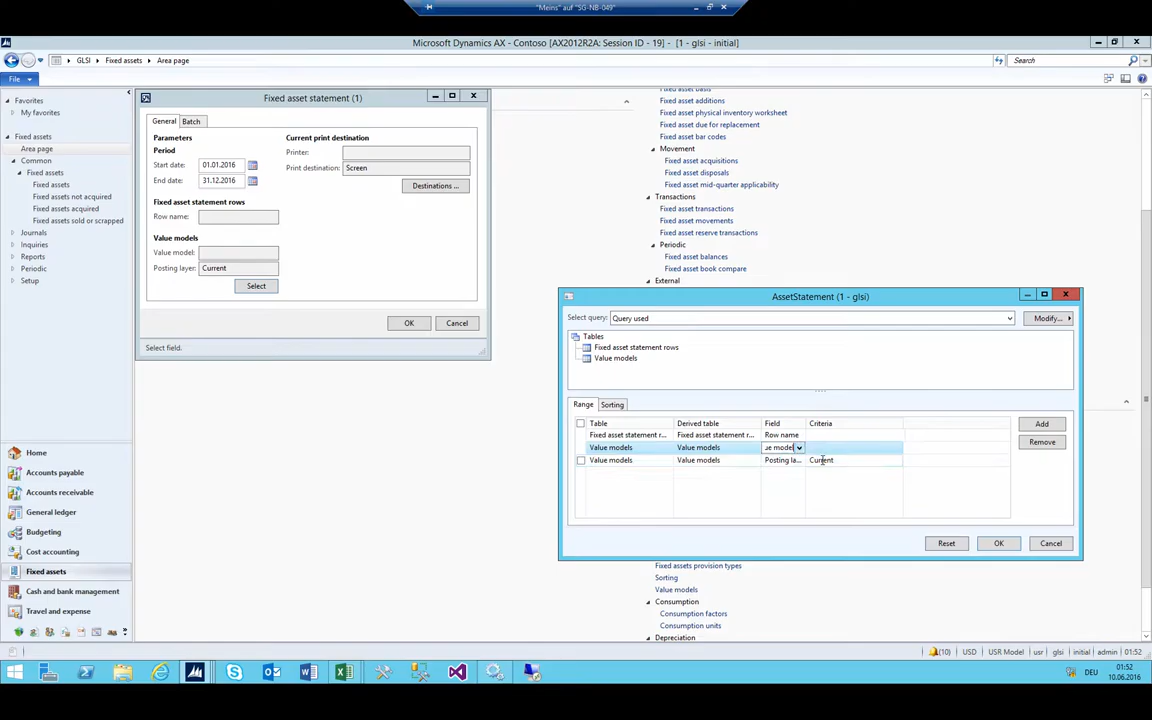 "Meins" auf "SG-NB-049"
Microsoft Dynamics AX - Contoso [AX2012R2A: Session ID - 19] - [1 - glsi - initial]
GLSI Fixed assets Area page
Search
File
Favorites
My favorites
Fixed assets
Area page
Common
Fixed assets
Fixed assets
Fixed assets not acquired
Fixed assets acquired
Fixed assets sold or scrapped
Journals
Inquiries
Reports
Periodic
Setup
Home
Accounts payable
Accounts receivable
General ledger
Budgeting
Cost accounting
Fixed assets
Cash and bank management
Travel and expense
Fixed asset statement (1)
General Batch
Parameters
Period
Start date: 01.01.2016
End date: 31.12.2016
Fixed asset statement rows
Row name:
Value models
Value model:
Posting layer: Current
Select
Current print destination
Printer:
Print destination: Screen
Destinations ...
OK Cancel
Select field.
Fixed asset basis
Fixed asset additions
Fixed asset physical inventory worksheet
Fixed asset due for replacement
Fixed asset bar codes
Movement
Fixed asset acquisitions
Fixed asset disposals
Fixed asset mid-quarter applicability
Transactions
Fixed asset transactions
Fixed asset movements
Fixed asset reserve transactions
Periodic
Fixed asset balances
Fixed asset book compare
External
AssetStatement (1 - glsi)
Select query: Query used
Modify...
Tables
Fixed asset statement rows
Value models
Range Sorting
Table Derived table Field Criteria
Fixed asset statement r... Fixed asset statement r... Row name
Value models Value models ue model
Value models Value models Posting la... Current
Add
Remove
Reset OK Cancel
Fixed assets provision types
Sorting
Value models
Consumption
Consumption factors
Consumption units
Depreciation
(10) USD USR Model usr glsi initial admin 01:52
DEU
01:52
10.06.2016